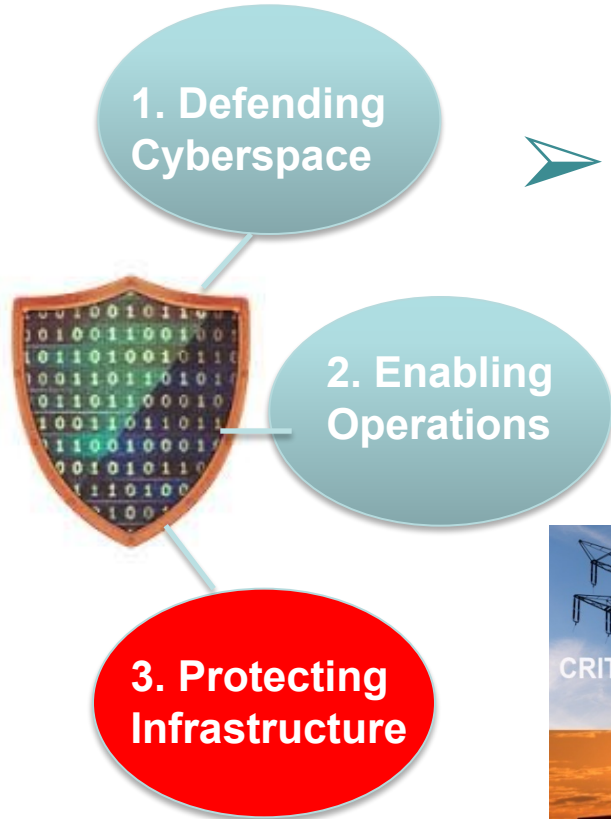 1. Defending
Cyberspace
2. Enabling
Operations
3. Protecting
Infrastructure